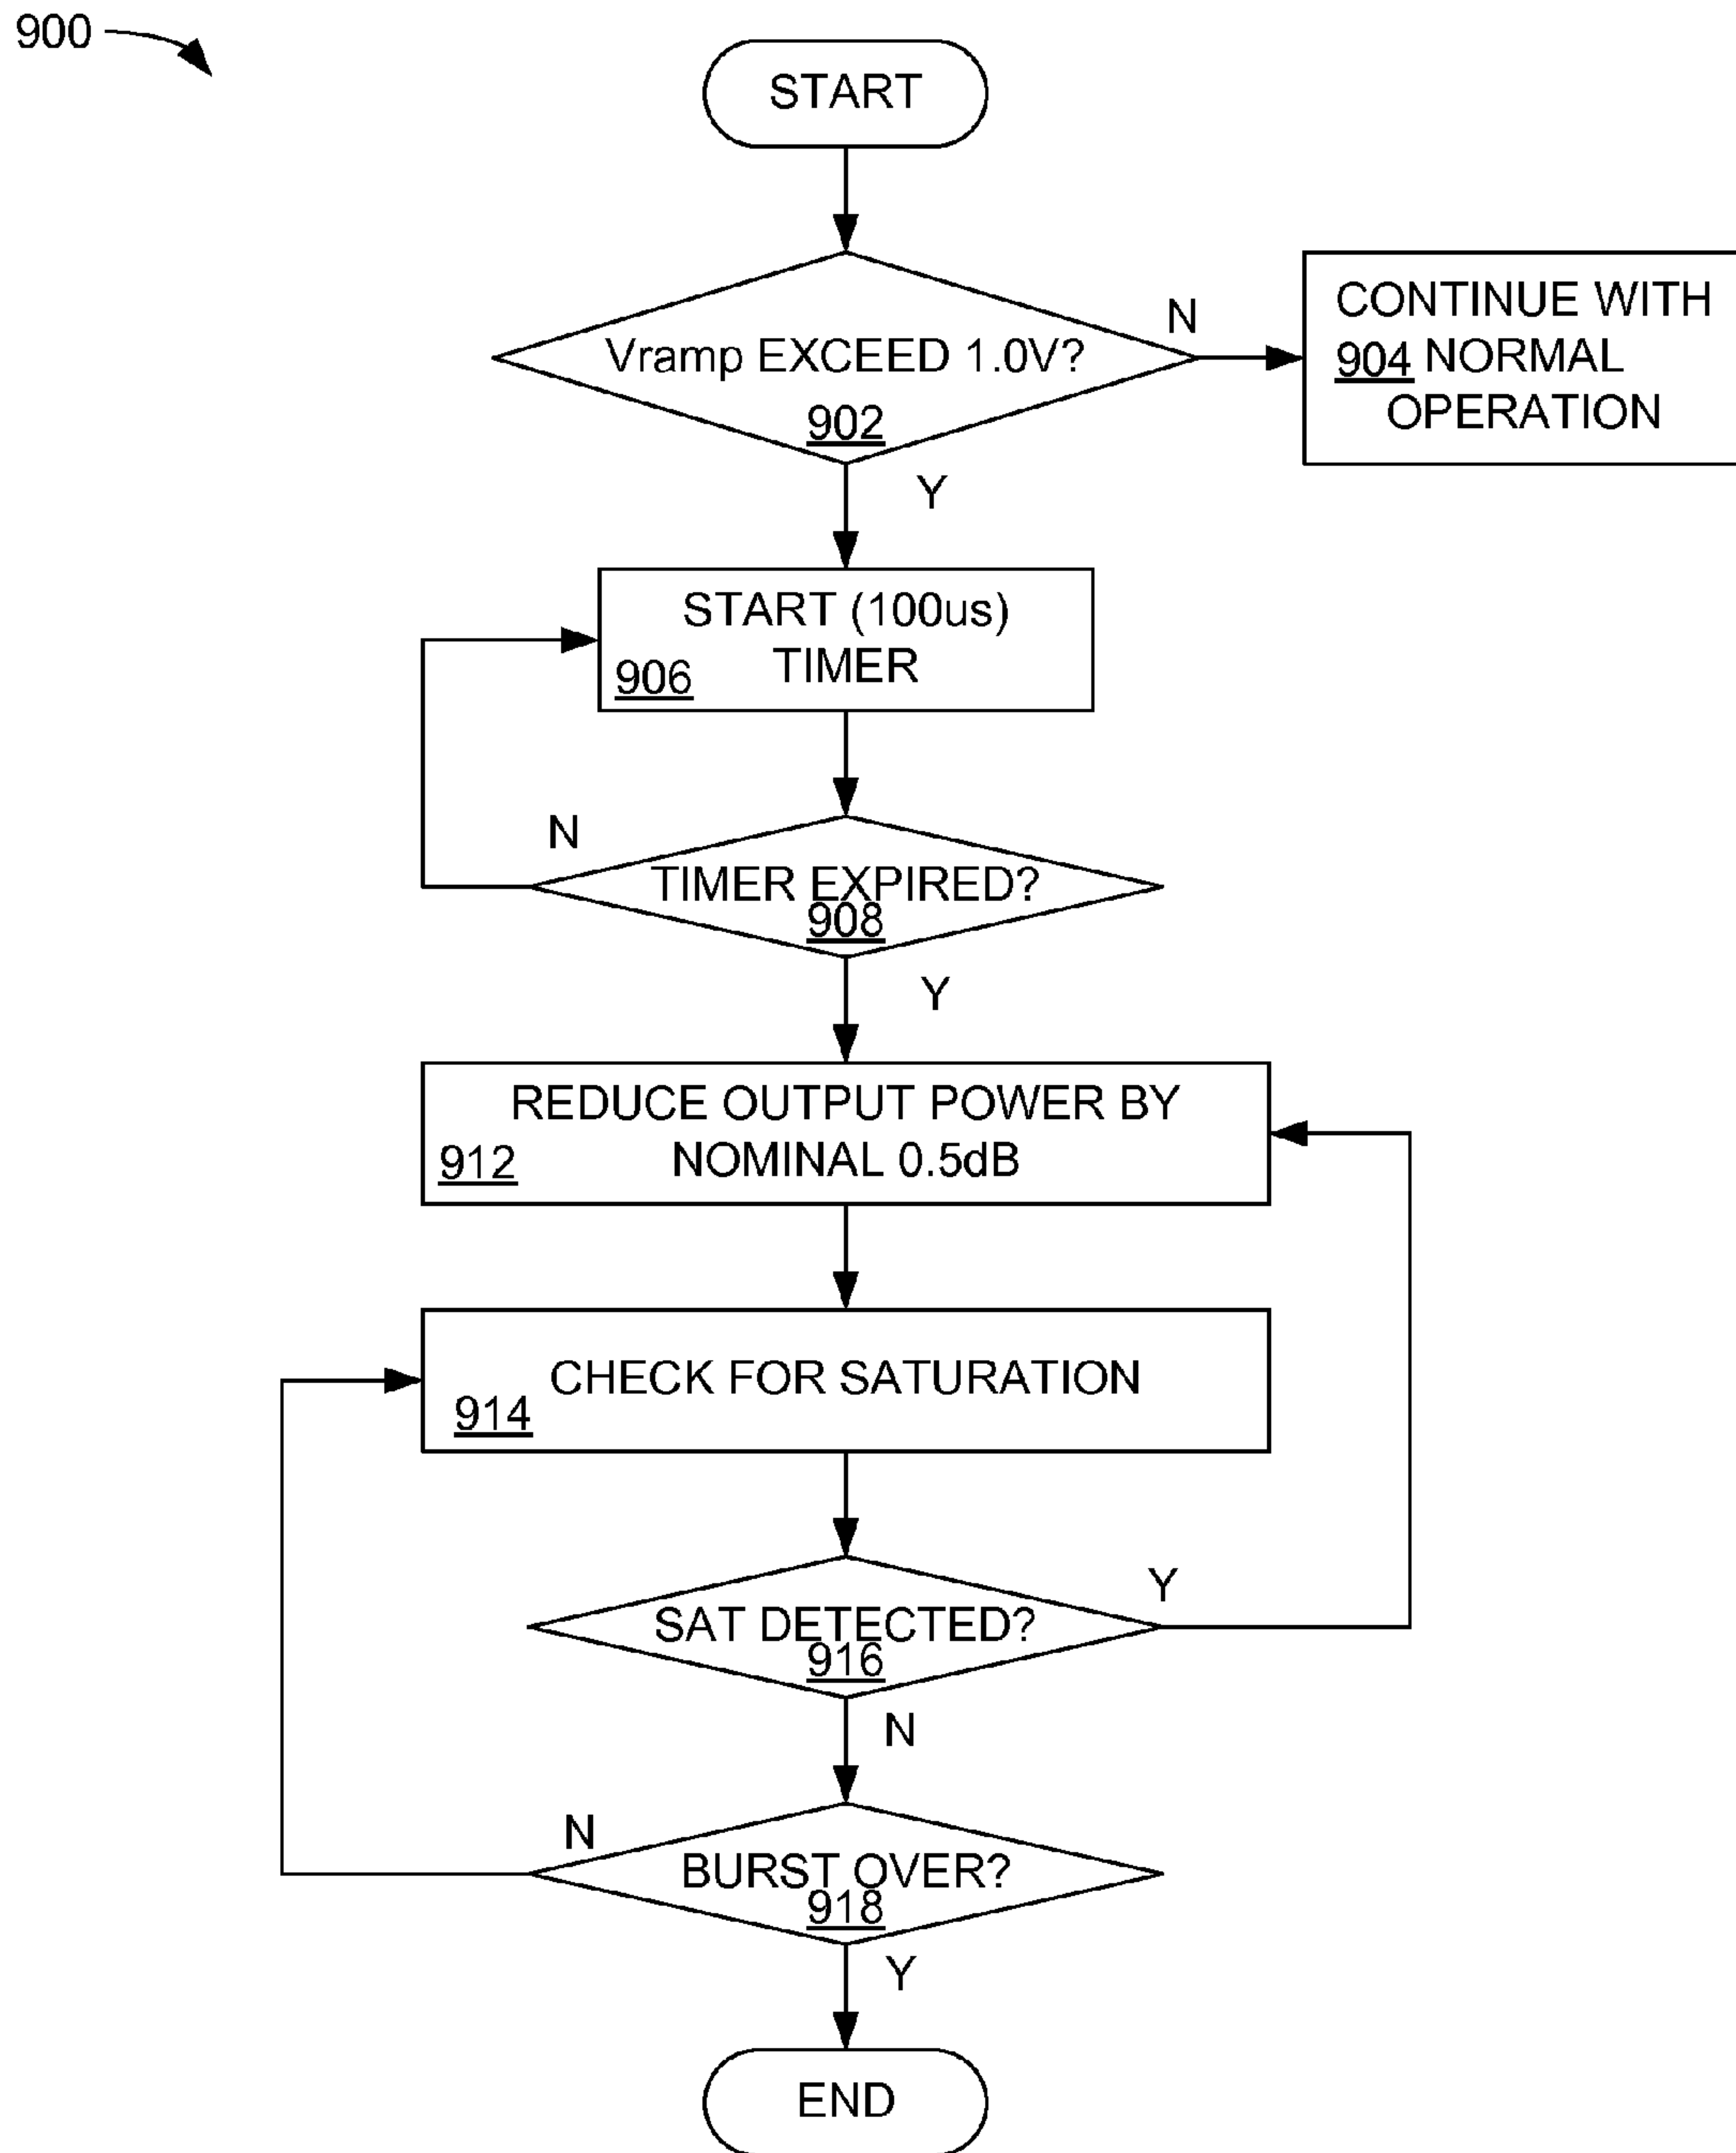 900
START
Vramp EXCEED 1.0V?
902
N
CONTINUE WITH
904 NORMAL
OPERATION
Y
START (100us)
TIMER
906
N
TIMER EXPIRED?
908
Y
REDUCE OUTPUT POWER BY
NOMINAL 0.5dB
912
CHECK FOR SATURATION
914
Y
SAT DETECTED?
916
N
N
BURST OVER?
918
Y
END